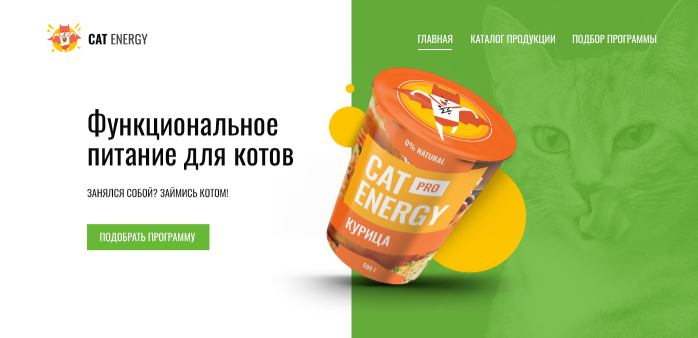 CAT ENERGY
ГЛАВНАЯ
КАТАЛОГ ПРОДУКЦИИ
ПОДБОР ПРОГРАММЫ
Функциональное
питание для котов
ЗАНЯЛСЯ СОБОЙ? ЗАЙМИСЬ КОТОМ!
ПОДОБРАТЬ ПРОГРАММУ
0% NATURAL
CAT PRO
ENERGY
КУРИЦА
500 Г